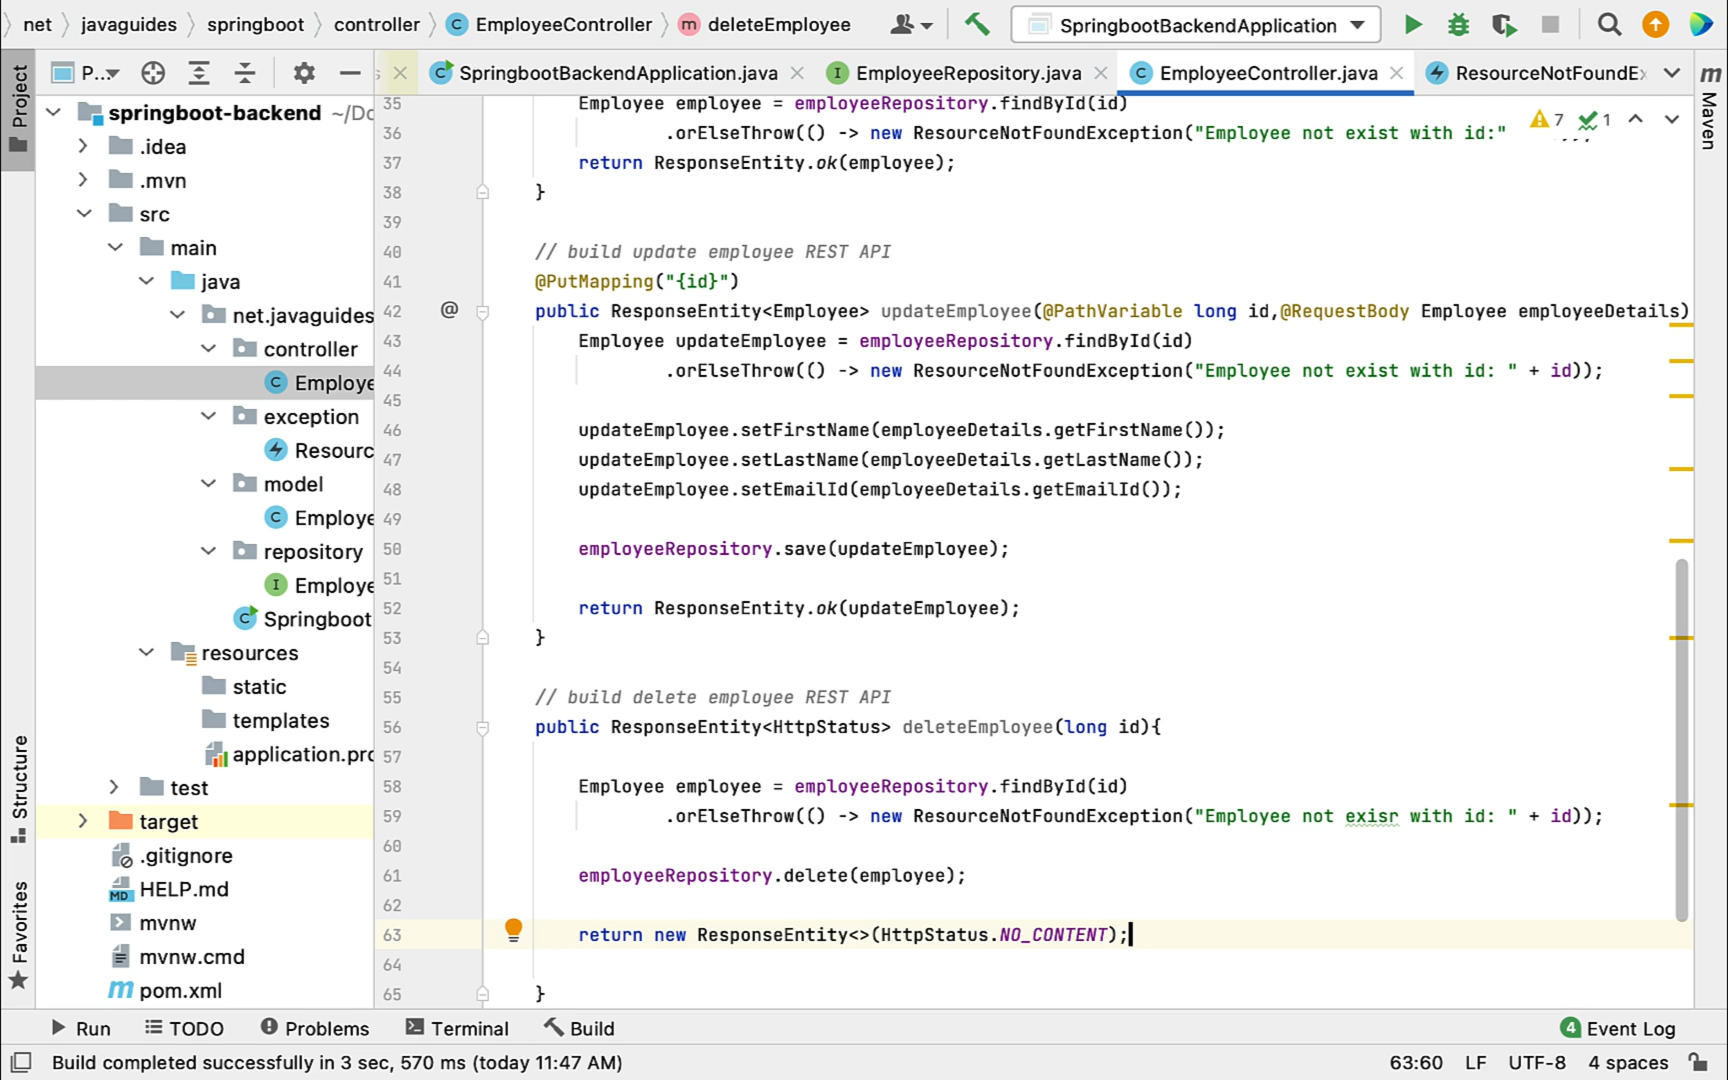 net javaguides springboot controller EmployeeController deleteEmployee SpringbootBackendApplication
Project P... SpringbootBackendApplication.java EmployeeRepository.java EmployeeController.java ResourceNotFoundEx
Maven
springboot-backend ~/Do
.idea
.mvn
src
main
java
net.javaguides
controller
Employe
exception
Resourc
model
Employe
repository
Employe
Springboot
resources
static
templates
application.pro
test
target
.gitignore
HELP.md
mvnw
mvnw.cmd
pom.xml
Structure
Favorites
7 1
35 Employee employee = employeeRepository.findById(id)
36 .orElseThrow(() -> new ResourceNotFoundException("Employee not exist with id:"
37 return ResponseEntity.ok(employee);
38 }
39
40 // build update employee REST API
41 @PutMapping("{id}")
42 @ public ResponseEntity<Employee> updateEmployee(@PathVariable long id,@RequestBody Employee employeeDetails)
43 Employee updateEmployee = employeeRepository.findById(id)
44 .orElseThrow(() -> new ResourceNotFoundException("Employee not exist with id: " + id));
45
46 updateEmployee.setFirstName(employeeDetails.getFirstName());
47 updateEmployee.setLastName(employeeDetails.getLastName());
48 updateEmployee.setEmailId(employeeDetails.getEmailId());
49
50 employeeRepository.save(updateEmployee);
51
52 return ResponseEntity.ok(updateEmployee);
53 }
54
55 // build delete employee REST API
56 public ResponseEntity<HttpStatus> deleteEmployee(long id){
57
58 Employee employee = employeeRepository.findById(id)
59 .orElseThrow(() -> new ResourceNotFoundException("Employee not exisr with id: " + id));
60
61 employeeRepository.delete(employee);
62
63 return new ResponseEntity<>(HttpStatus.NO_CONTENT);
64
65 }
Run TODO Problems Terminal Build 4 Event Log
Build completed successfully in 3 sec, 570 ms (today 11:47 AM) 63:60 LF UTF-8 4 spaces